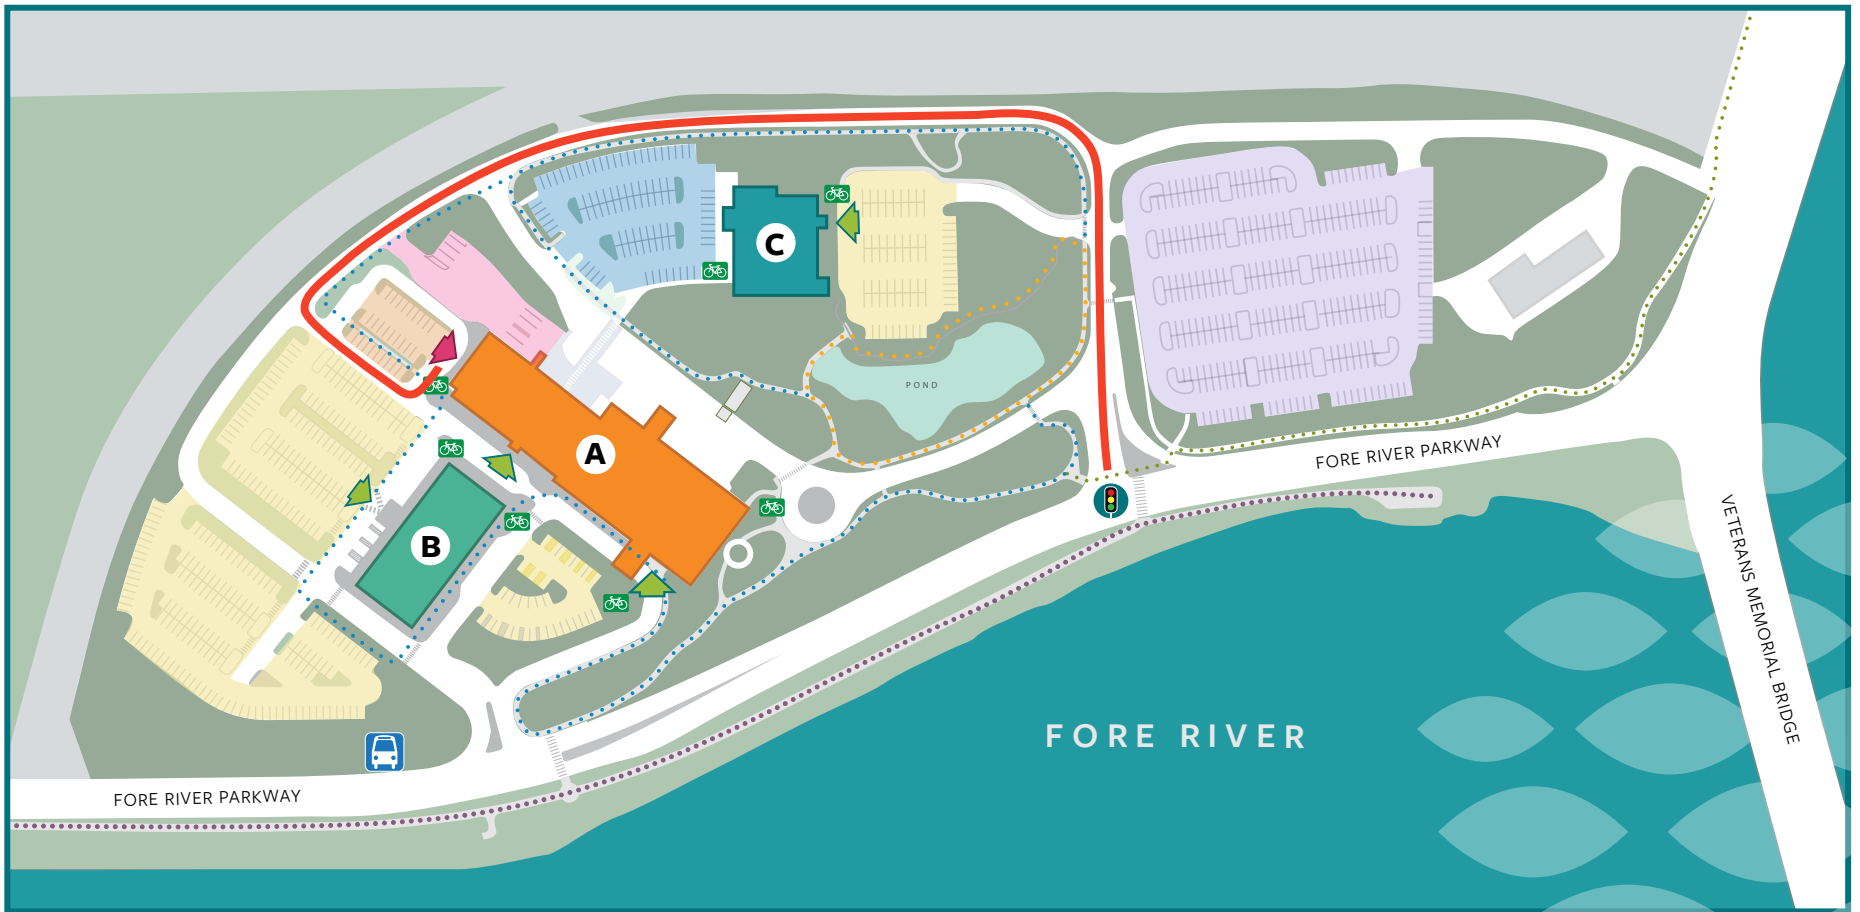 C
POND
A
FORE RIVER PARKWAY
B
VETERANS MEMORIAL BRIDGE
FORE RIVER
FORE RIVER PARKWAY